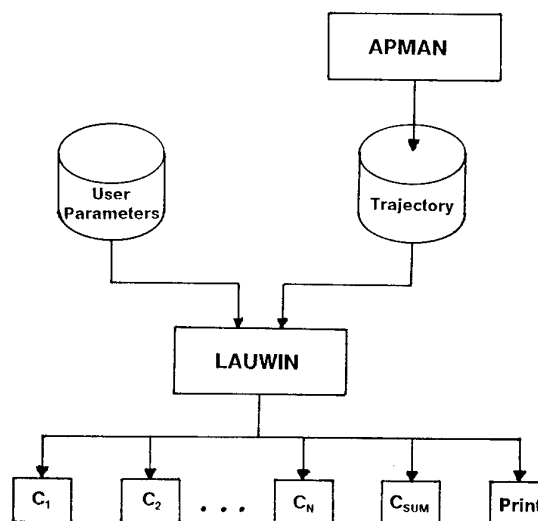 APMAN
User
Parameters
Trajectory
LAUWIN
C1 C2 . . . CN CSUM Print